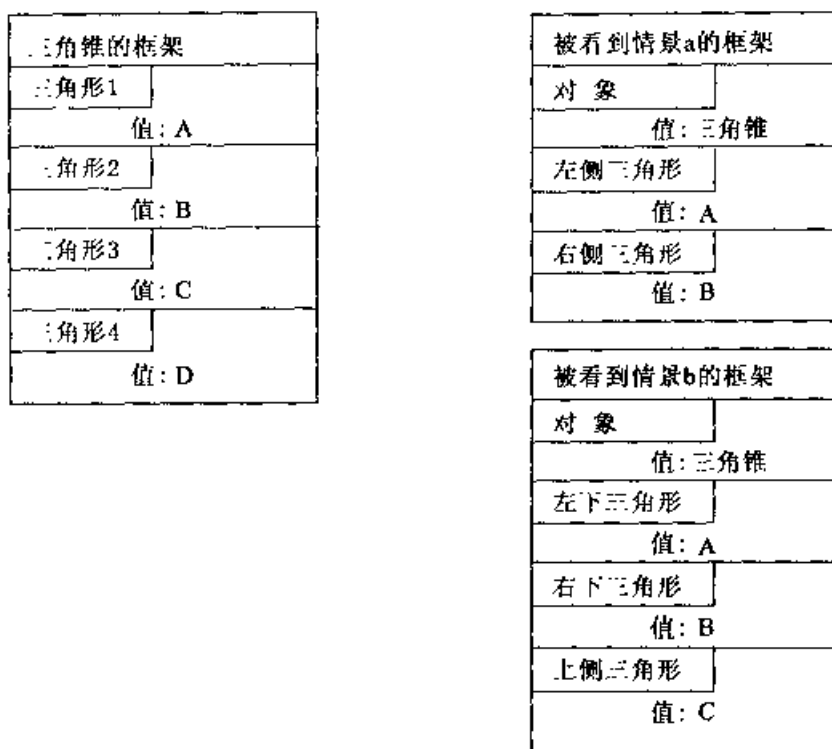 三角锥的框架
三角形1
值: A
三角形2
值: B
三角形3
值: C
三角形4
值: D
被看到情景a的框架
对 象
值: 三角锥
左侧三角形
值: A
右侧三角形
值: B
被看到情景b的框架
对 象
值: 三角锥
左下三角形
值: A
右下三角形
值: B
上侧三角形
值: C